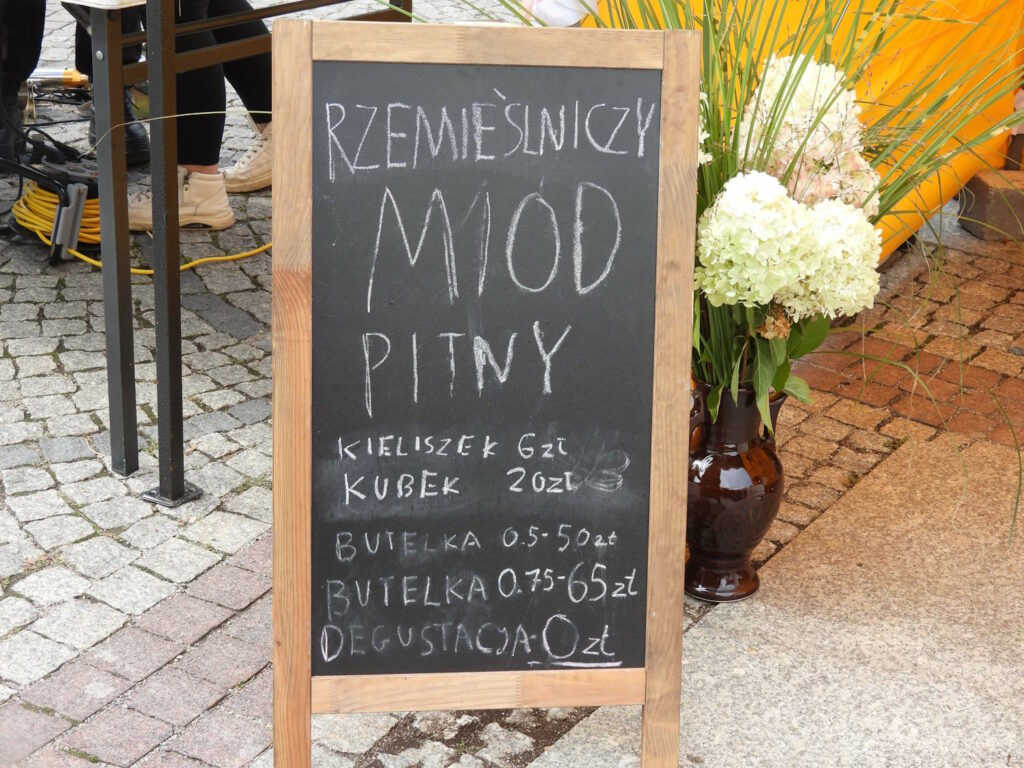 RZEMIEŚLNICZY
MIÓD
PITNY
KIELISZEK 6zł
KUBEK 20zł
BUTELKA 0.5-50zł
BUTELKA 0.75-65zł
DEGUSTACJA-0zł